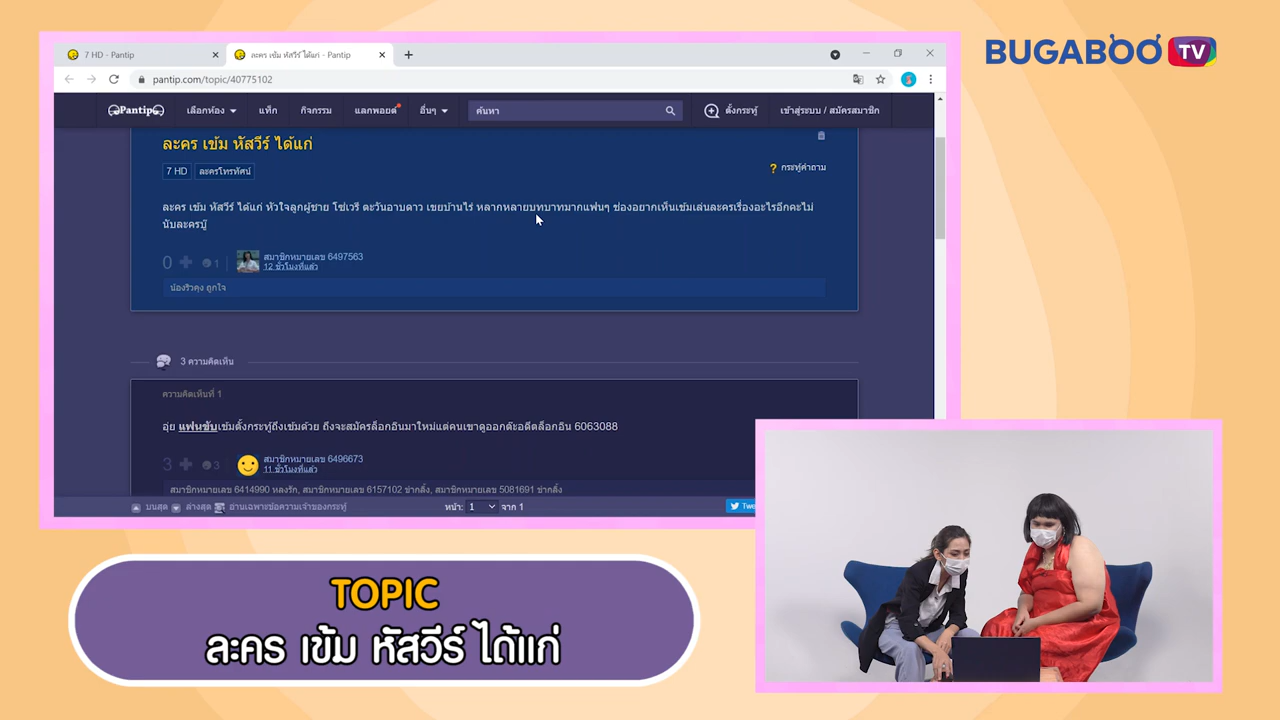 BUGABOO TV
7 HD - Pantip
ละคร เข้ม หัสวีร์ ได้แก่ - Pantip
pantip.com/topic/40775102
Pantip
เลือกห้อง
แท็ก
กิจกรรม
แลกพอยต์
อื่นๆ
ค้นหา
ตั้งกระทู้
เข้าสู่ระบบ / สมัครสมาชิก
ละคร เข้ม หัสวีร์ ได้แก่
7 HD
ละครโทรทัศน์
? กระทู้คำถาม
ละคร เข้ม หัสวีร์ ได้แก่ หัวใจลูกผู้ชาย โซ่เวรี ตะวันอาบดาว เขยบ้านไร่ หลากหลายบทบาทมากแฟนๆ ช่องอยากเห็นเข้มเล่นละครเรื่องอะไรอีกคะไม่
นับละครบู๊
0
1
สมาชิกหมายเลข 6497563
12 ชั่วโมงที่แล้ว
น้องริวคุง ถูกใจ
3 ความคิดเห็น
ความคิดเห็นที่ 1
อุ่ย แฟนขับเข้มตั้งกระทู้ถึงเข้มด้วย ถึงจะสมัครล็อกอินมาใหม่แต่คนเขาดูออกต๊ะอดีตล็อกอิน 6063088
3
3
สมาชิกหมายเลข 6496673
11 ชั่วโมงที่แล้ว
สมาชิกหมายเลข 6414990 หลงรัก, สมาชิกหมายเลข 6157102 ขำกลิ้ง, สมาชิกหมายเลข 5081691 ขำกลิ้ง
บนสุด
ล่างสุด
อ่านเฉพาะข้อความเจ้าของกระทู้
หน้า: 1 จาก 1
Twe
TOPIC
ละคร เข้ม หัสวีร์ ได้แก่